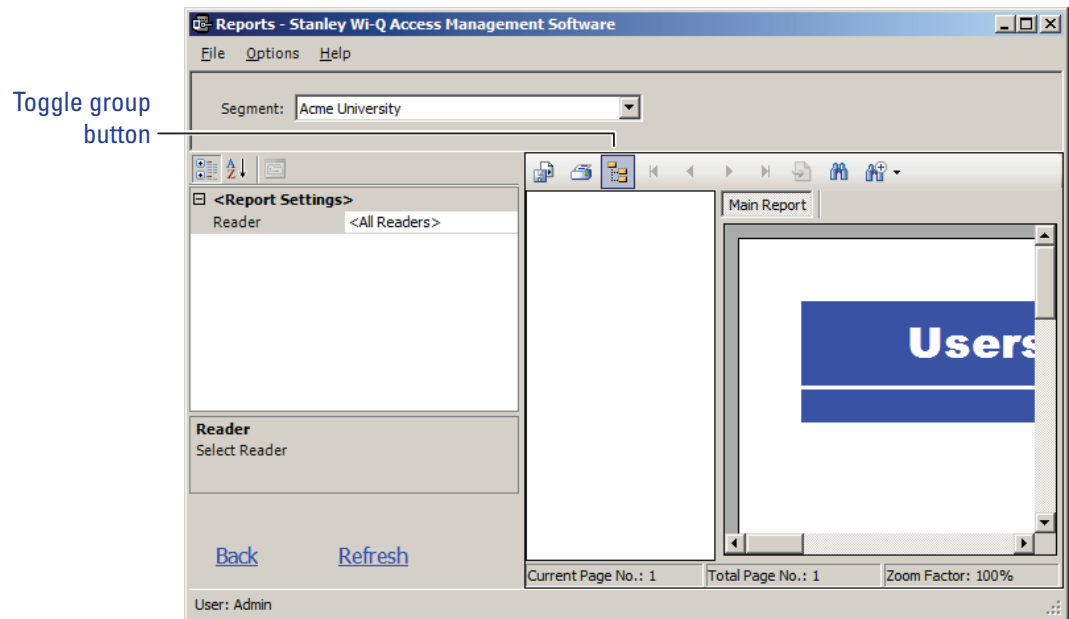 Reports - Stanley Wi-Q Access Management Software
File Options Help
Toggle group
button
Segment: Acme University
<Report Settings>
Reader <All Readers>
Main Report
Users
Reader
Select Reader
Back Refresh
Current Page No.: 1 Total Page No.: 1 Zoom Factor: 100%
User: Admin